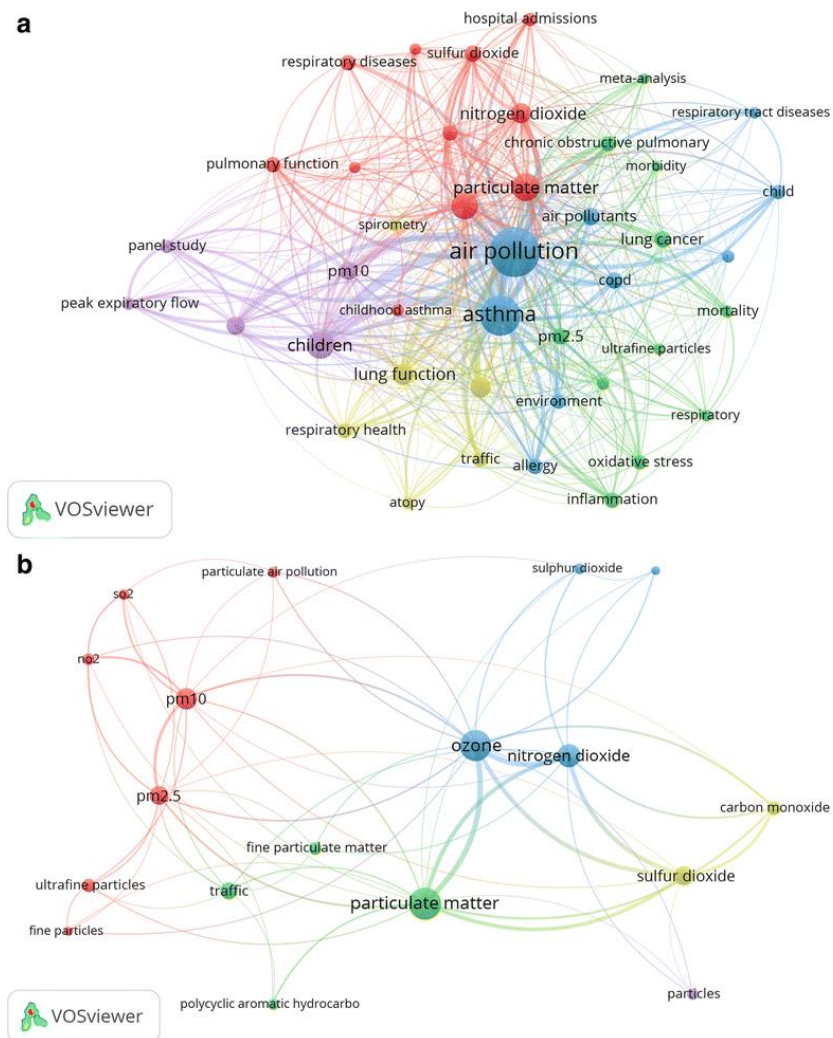 a
hospital admissions
sulfur dioxide
respiratory diseases
meta-analysis
nitrogen dioxide
respiratory tract diseases
chronic obstructive pulmonary
pulmonary function
morbidity
particulate matter
child
air pollutants
spirometry
lung cancer
panel study
air pollution
pm10
copd
peak expiratory flow
childhood asthma
asthma
mortality
children
pm2.5
ultrafine particles
lung function
environment
respiratory
respiratory health
traffic
allergy
oxidative stress
atopy
inflammation
VOSviewer
b
particulate air pollution
sulphur dioxide
so2
no2
pm10
ozone
nitrogen dioxide
pm2.5
carbon monoxide
fine particulate matter
sulfur dioxide
ultrafine particles
traffic
particulate matter
fine particles
particles
polycyclic aromatic hydrocarbo
VOSviewer